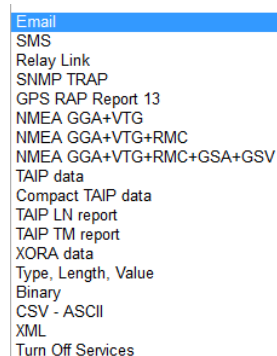 Email
SMS
Relay Link
SNMP TRAP
GPS RAP Report 13
NMEA GGA+VTG
NMEA GGA+VTG+RMC
NMEA GGA+VTG+RMC+GSA+GSV
TAIP data
Compact TAIP data
TAIP LN report
TAIP TM report
XORA data
Type, Length, Value
Binary
CSV - ASCII
XML
Turn Off Services